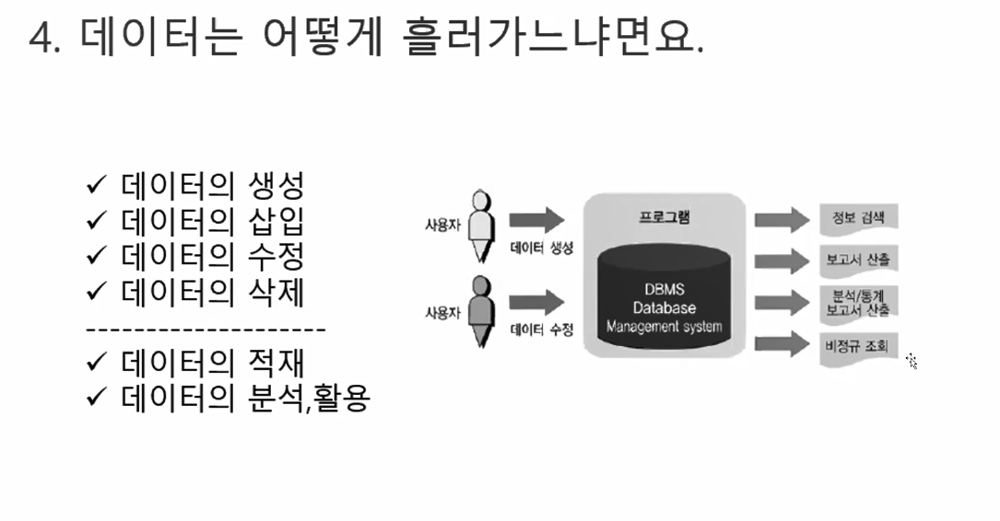 4. 데이터는 어떻게 흘러가느냐면요.
✓ 데이터의 생성
✓ 데이터의 삽입
✓ 데이터의 수정
✓ 데이터의 삭제
--------------------
✓ 데이터의 적재
✓ 데이터의 분석,활용
사용자
데이터 생성
사용자
데이터 수정
프로그램
DBMS
Database
Management system
정보 검색
보고서 산출
분석/통계
보고서 산출
비정규 조회